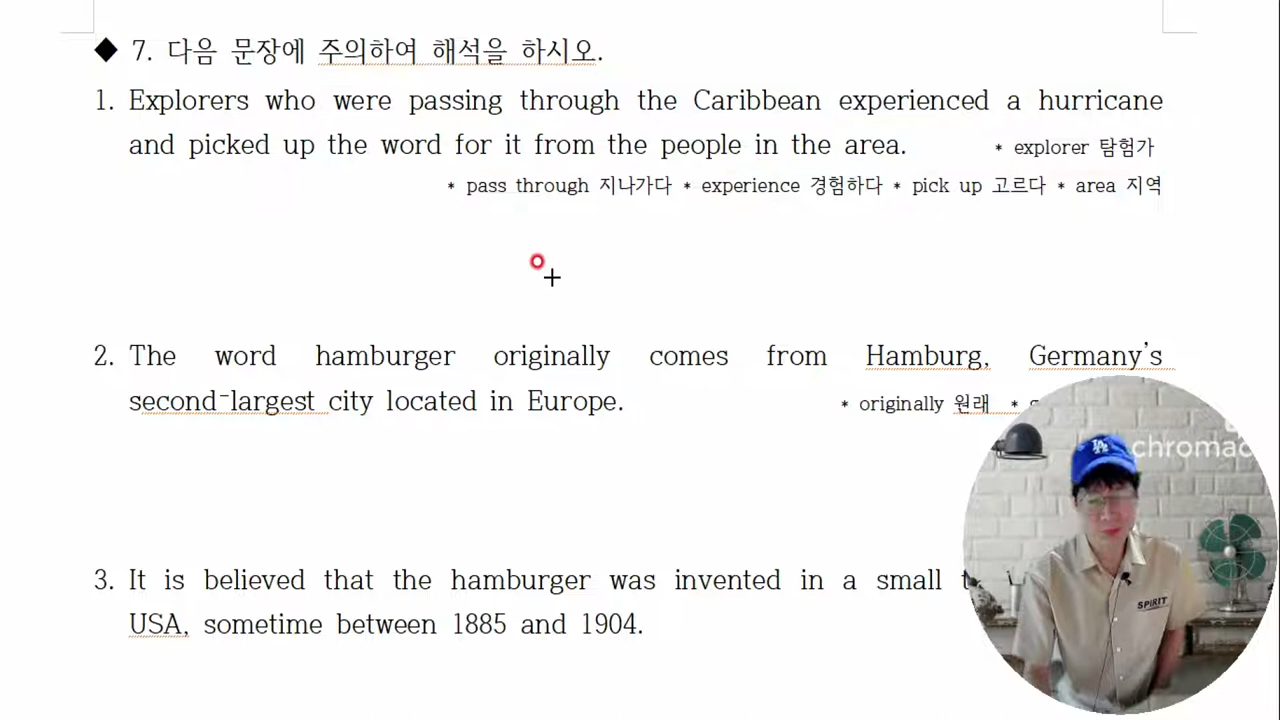 ◆ 7. 다음 문장에 주의하여 해석을 하시오.
1. Explorers who were passing through the Caribbean experienced a hurricane
and picked up the word for it from the people in the area. * explorer 탐험가
* pass through 지나가다 * experience 경험하다 * pick up 고르다 * area 지역
2. The word hamburger originally comes from Hamburg, Germany's
second-largest city located in Europe. * originally 원래 *
chromac
3. It is believed that the hamburger was invented in a small
USA, sometime between 1885 and 1904.
LA
SPIRIT